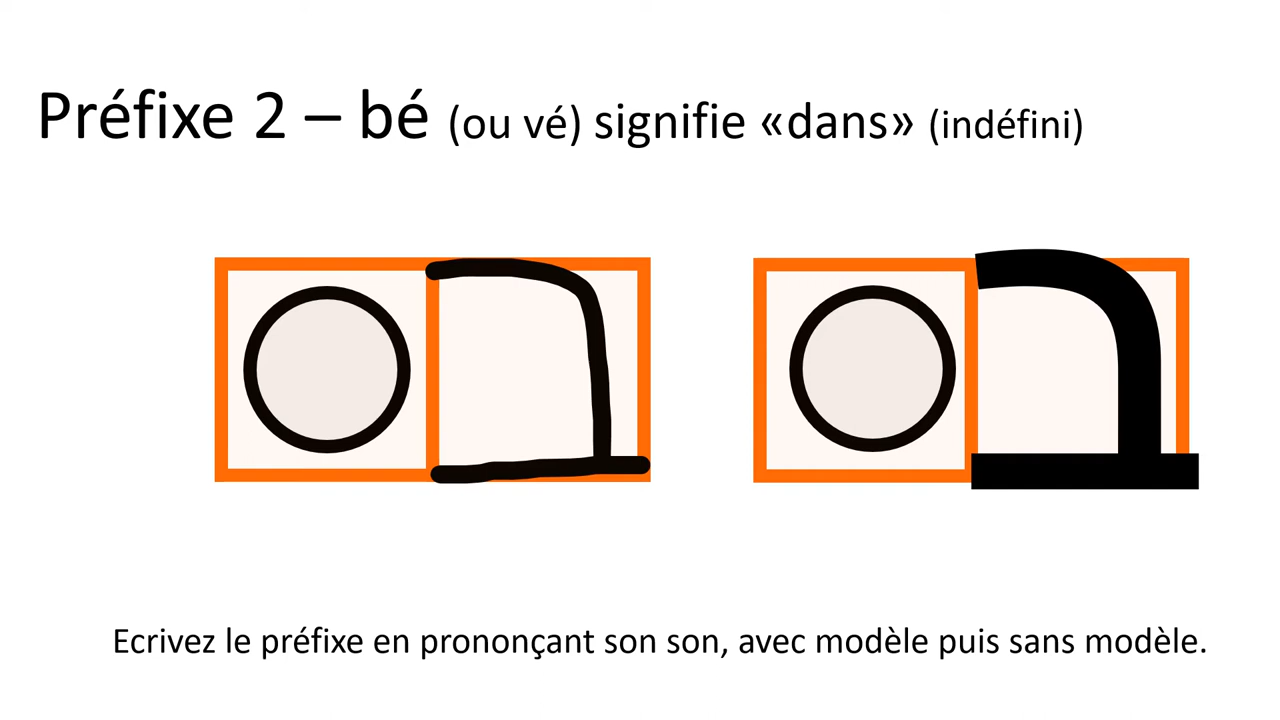 Préfixe 2 – bé (ou vé) signifie «dans» (indéfini)
ב ב
Ecrivez le préfixe en prononçant son son, avec modèle puis sans modèle.